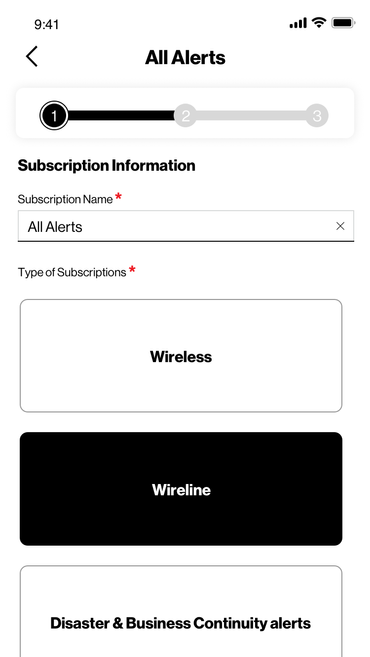 9:41
All Alerts
1 2 3
Subscription Information
Subscription Name *
All Alerts
Type of Subscriptions *
Wireless
Wireline
Disaster & Business Continuity alerts